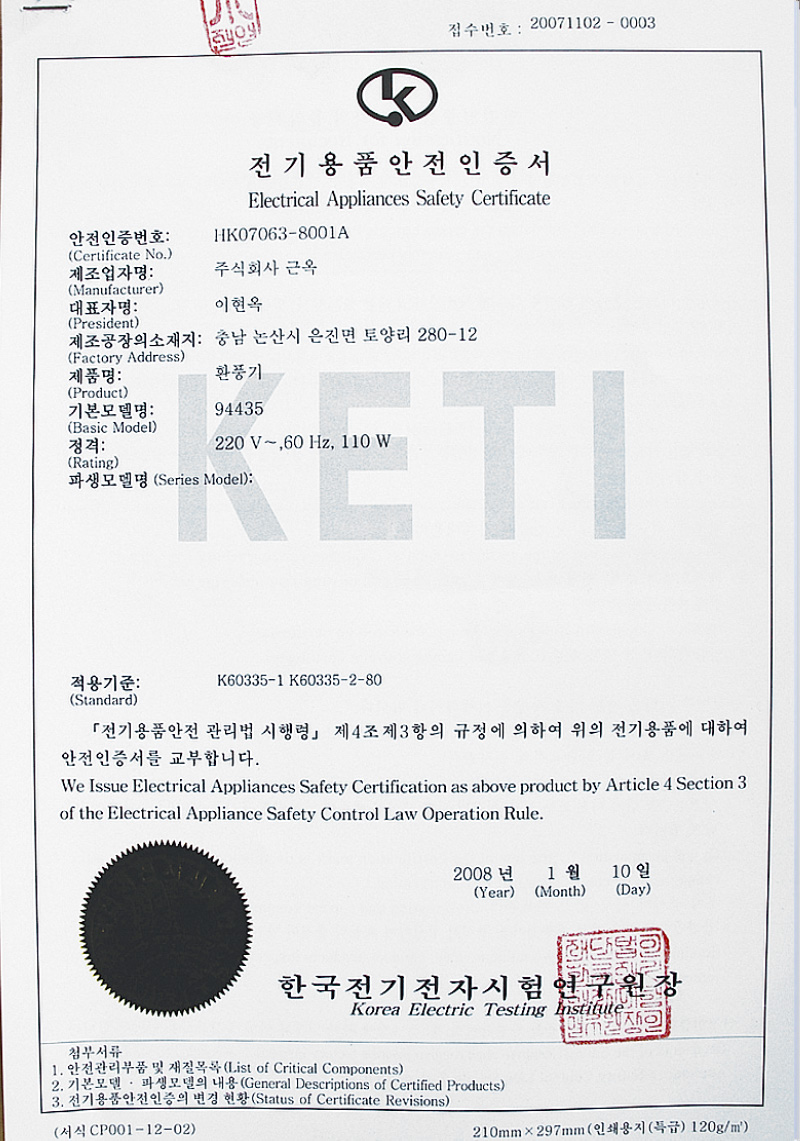 접수번호 : 20071102 - 0003
전기용품안전인증서
Electrical Appliances Safety Certificate
안전인증번호: HK07063-8001A
(Certificate No.)
제조업자명: 주식회사 근옥
(Manufacturer)
대표자명: 이현옥
(President)
제조공장의소재지: 충남 논산시 은진면 토양리 280-12
(Factory Address)
제품명: 환풍기
(Product)
기본모델명: 94435
(Basic Model)
정격: 220 V~,60 Hz, 110 W
(Rating)
파생모델명 (Series Model):
KETI
적용기준: K60335-1 K60335-2-80
(Standard)
「전기용품안전 관리법 시행령」 제4조제3항의 규정에 의하여 위의 전기용품에 대하여
안전인증서를 교부합니다.
We Issue Electrical Appliances Safety Certification as above product by Article 4 Section 3
of the Electrical Appliance Safety Control Law Operation Rule.
2008 년 1 월 10 일
(Year) (Month) (Day)
한국전기전자시험연구원장
Korea Electric Testing Institute
첨부서류
1. 안전관리부품 및 재질목록(List of Critical Components)
2. 기본모델 · 파생모델의 내용(General Descriptions of Certified Products)
3. 전기용품안전인증의 변경 현황(Status of Certificate Revisions)
(서식 CP001-12-02) 210mm×297mm(인쇄용지(특급) 120g/㎡)